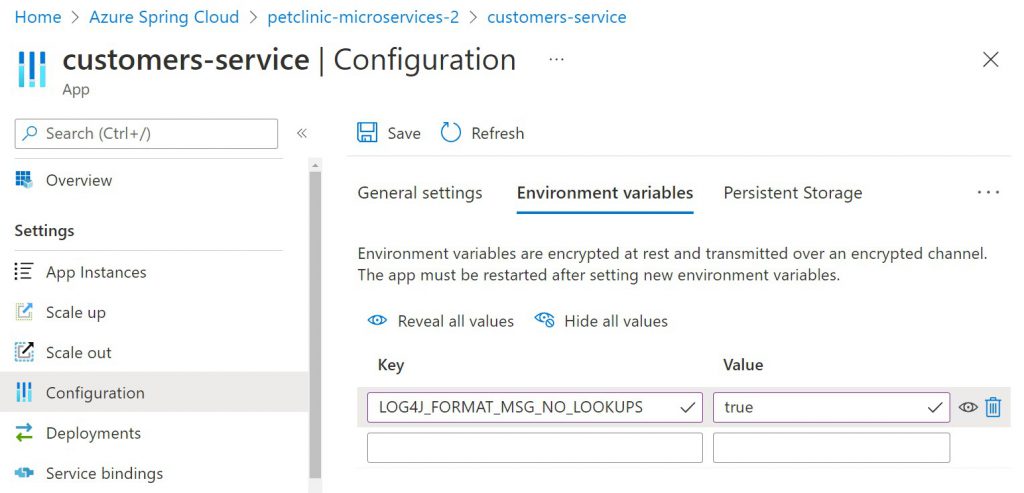 Home > Azure Spring Cloud > petclinic-microservices-2 > customers-service
customers-service | Configuration ...
App
Search (Ctrl+/) «
Save Refresh
Overview
General settings Environment variables Persistent Storage ...
Settings
Environment variables are encrypted at rest and transmitted over an encrypted channel.
The app must be restarted after setting new environment variables.
App Instances
Scale up
Reveal all values Hide all values
Scale out
Key Value
Configuration
LOG4J_FORMAT_MSG_NO_LOOKUPS true
Deployments
Service bindings